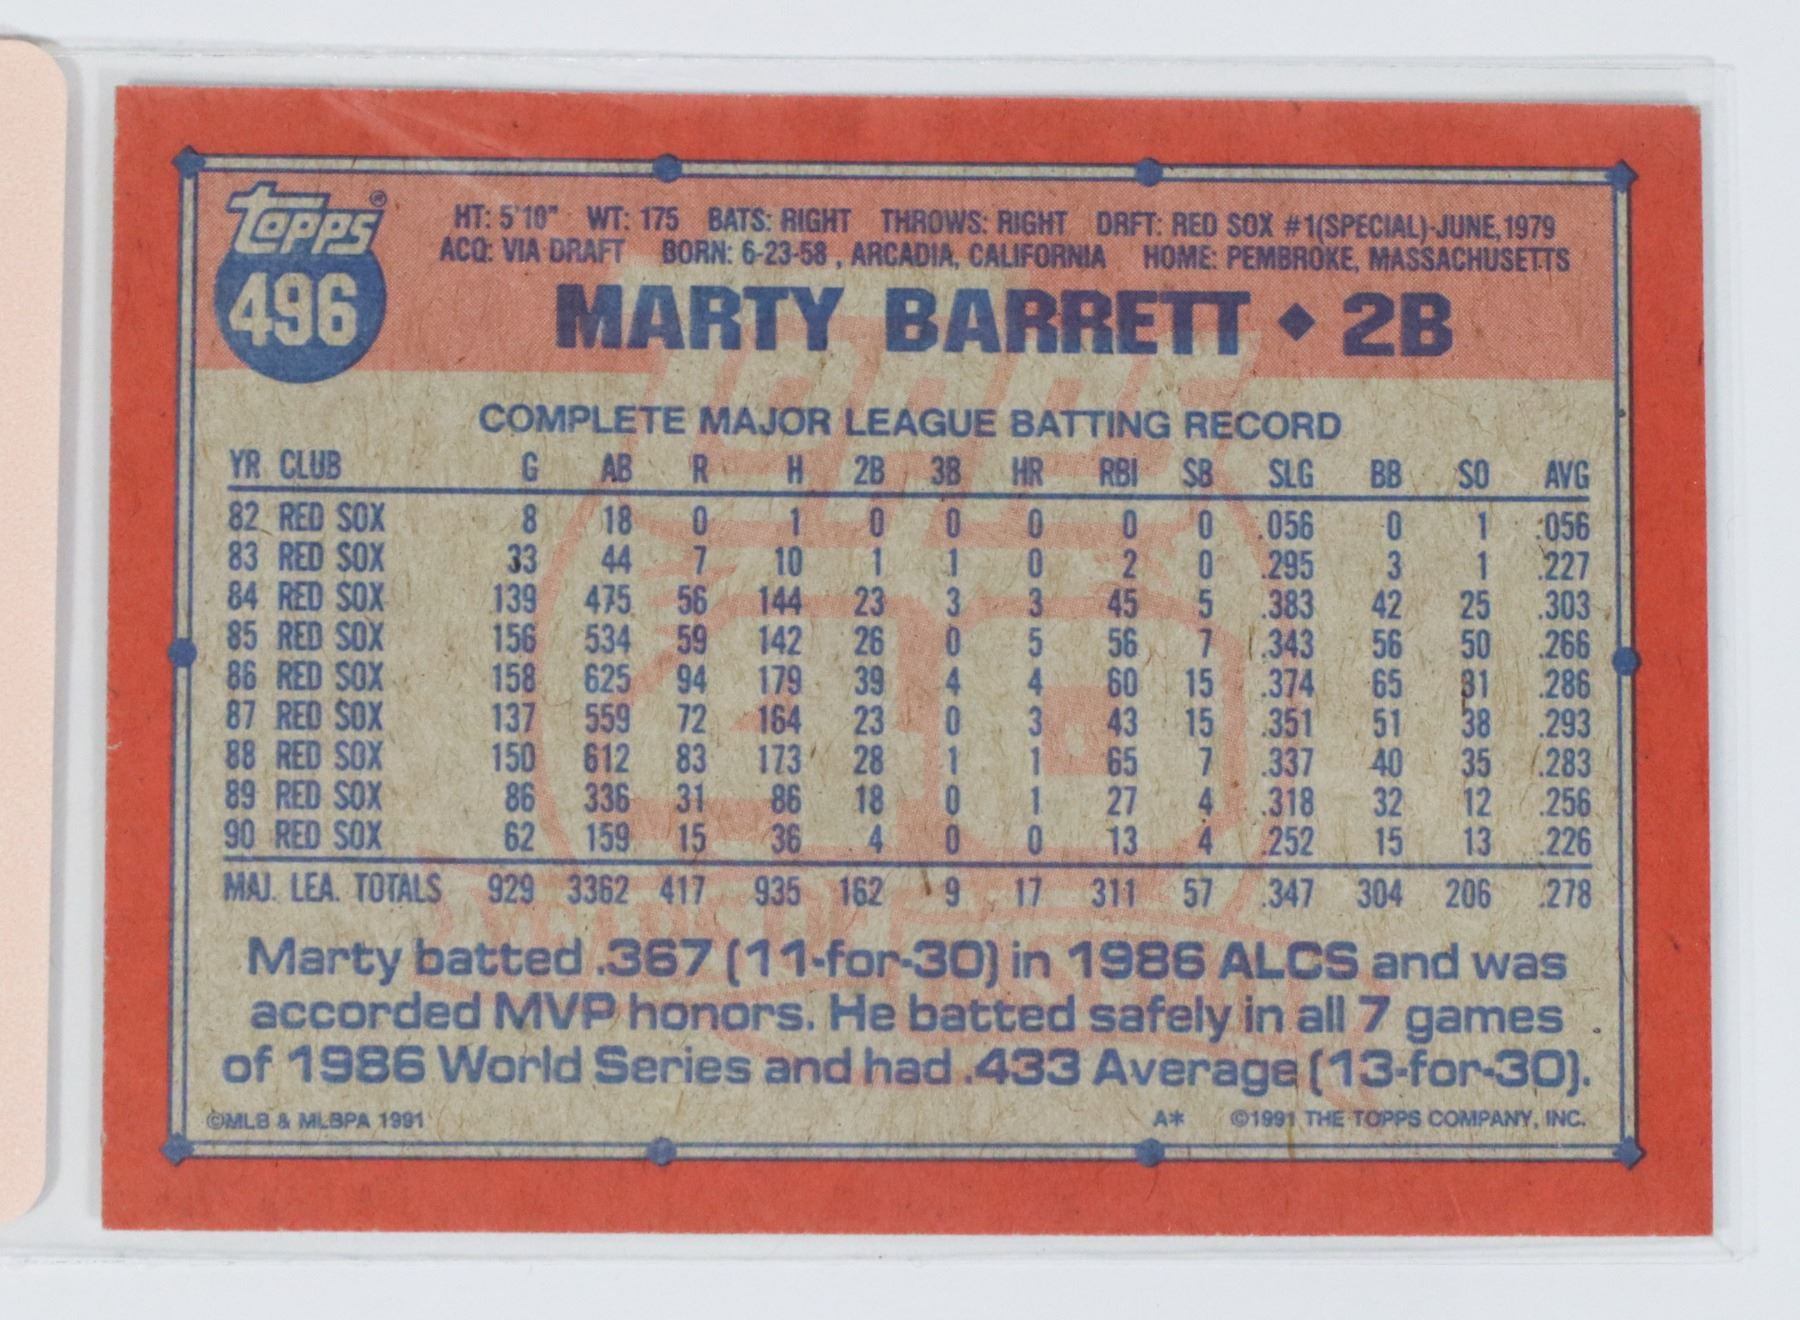 topps®
496
HT: 5'10" WT: 175 BATS: RIGHT THROWS: RIGHT DRFT: RED SOX #1(SPECIAL)-JUNE, 1979
ACQ: VIA DRAFT BORN: 6-23-58 , ARCADIA, CALIFORNIA HOME: PEMBROKE, MASSACHUSETTS
MARTY BARRETT ◆ 2B
COMPLETE MAJOR LEAGUE BATTING RECORD
YR CLUB G AB R H 2B 3B HR RBI SB SLG BB SO AVG
82 RED SOX 8 18 0 1 0 0 0 0 0 .056 0 1 .056
83 RED SOX 33 44 7 10 1 1 0 2 0 .295 3 1 .227
84 RED SOX 139 475 56 144 23 3 3 45 5 .383 42 25 .303
85 RED SOX 156 534 59 142 26 0 5 56 7 .343 56 50 .266
86 RED SOX 158 625 94 179 39 4 4 60 15 .374 65 31 .286
87 RED SOX 137 559 72 164 23 0 3 43 15 .351 51 38 .293
88 RED SOX 150 612 83 173 28 1 1 65 7 .337 40 35 .283
89 RED SOX 86 336 31 86 18 0 1 27 4 .318 32 12 .256
90 RED SOX 62 159 15 36 4 0 0 13 4 .252 15 13 .226
MAJ. LEA. TOTALS 929 3362 417 935 162 9 17 311 57 .347 304 206 .278
Marty batted .367 (11-for-30) in 1986 ALCS and was
accorded MVP honors. He batted safely in all 7 games
of 1986 World Series and had .433 Average (13-for-30).
©MLB & MLBPA 1991 A* ©1991 THE TOPPS COMPANY, INC.